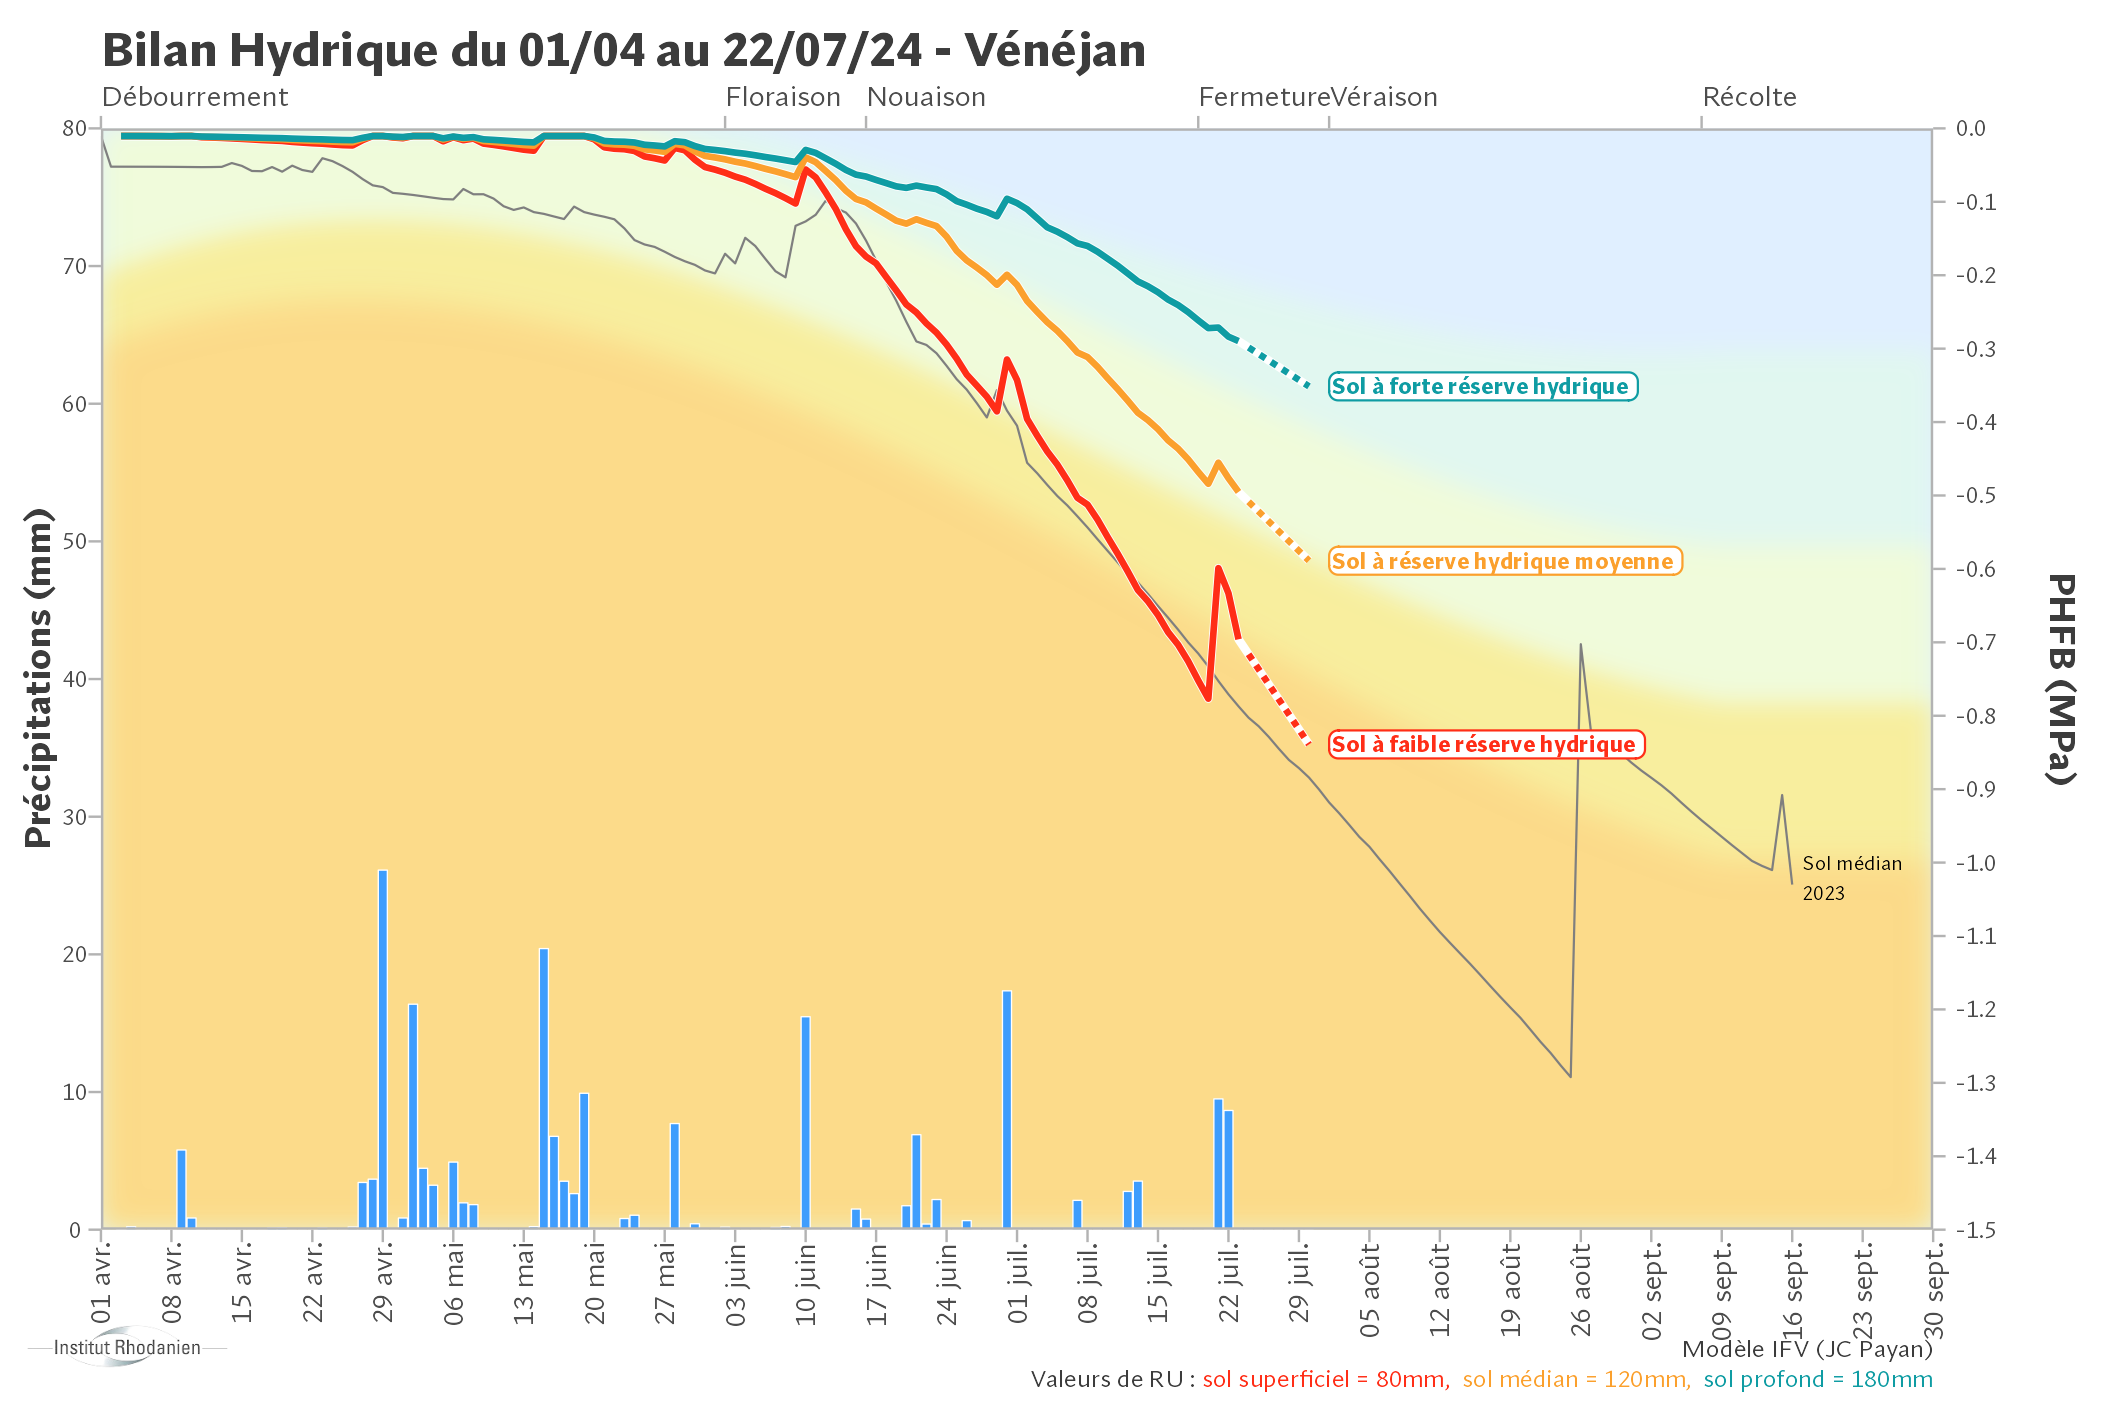 Bilan Hydrique du 01/04 au 22/07/24 - Vénéjan
Débourrement Floraison Nouaison Fermeture Véraison Récolte
80 0.0
-0.1
70 -0.2
-0.3
60 -0.4
50 -0.5
-0.6
40 -0.7
-0.8
30 -0.9
-1.0
20 -1.1
-1.2
10 -1.3
-1.4
0 -1.5
Précipitations (mm)
PHFB (MPa)
Sol à forte réserve hydrique
Sol à réserve hydrique moyenne
Sol à faible réserve hydrique
Sol médian
2023
01 avr. 08 avr. 15 avr. 22 avr. 29 avr. 06 mai 13 mai 20 mai 27 mai 03 juin 10 juin 17 juin 24 juin 01 juil. 08 juil. 15 juil. 22 juil. 29 juil. 05 août 12 août 19 août 26 août 02 sept. 09 sept. 16 sept. 23 sept. 30 sept.
Institut Rhodanien
Modèle IFV (JC Payan)
Valeurs de RU : sol superficiel = 80mm, sol médian = 120mm, sol profond = 180mm